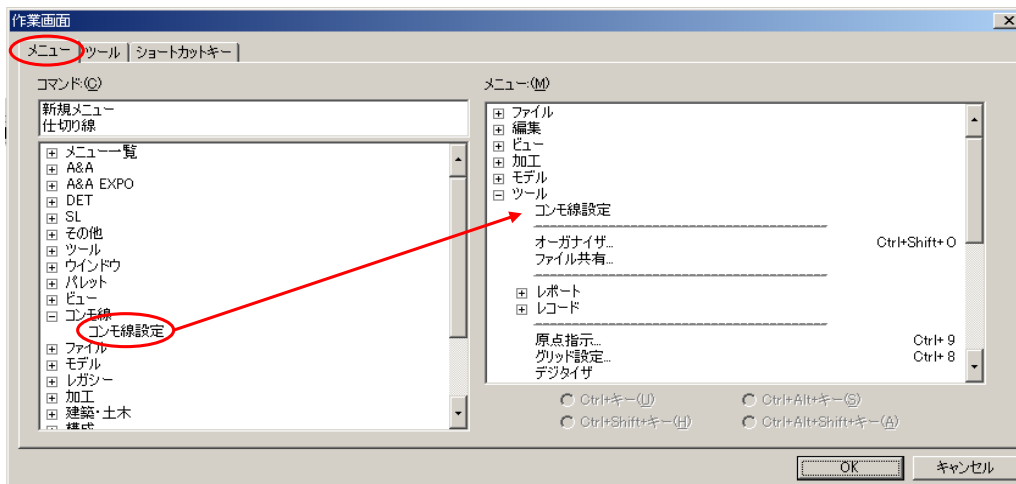 作業画面
メニュー ツール ショートカットキー
コマンド:(C)
新規メニュー
仕切り線
メニュー一覧
A&A
A&A EXPO
DET
SL
その他
ツール
ウインドウ
パレット
ビュー
コンモ線
コンモ線設定
ファイル
モデル
レガシー
加工
建築・土木
構成
メニュー:(M)
ファイル
編集
ビュー
加工
モデル
ツール
コンモ線設定
オーガナイザ... Ctrl+Shift+O
ファイル共有...
レポート
レコード
原点指示... Ctrl+9
グリッド設定... Ctrl+8
デジタイザ
Ctrl+キー(U) Ctrl+Alt+キー(S)
Ctrl+Shift+キー(H) Ctrl+Alt+Shift+キー(A)
OK キャンセル